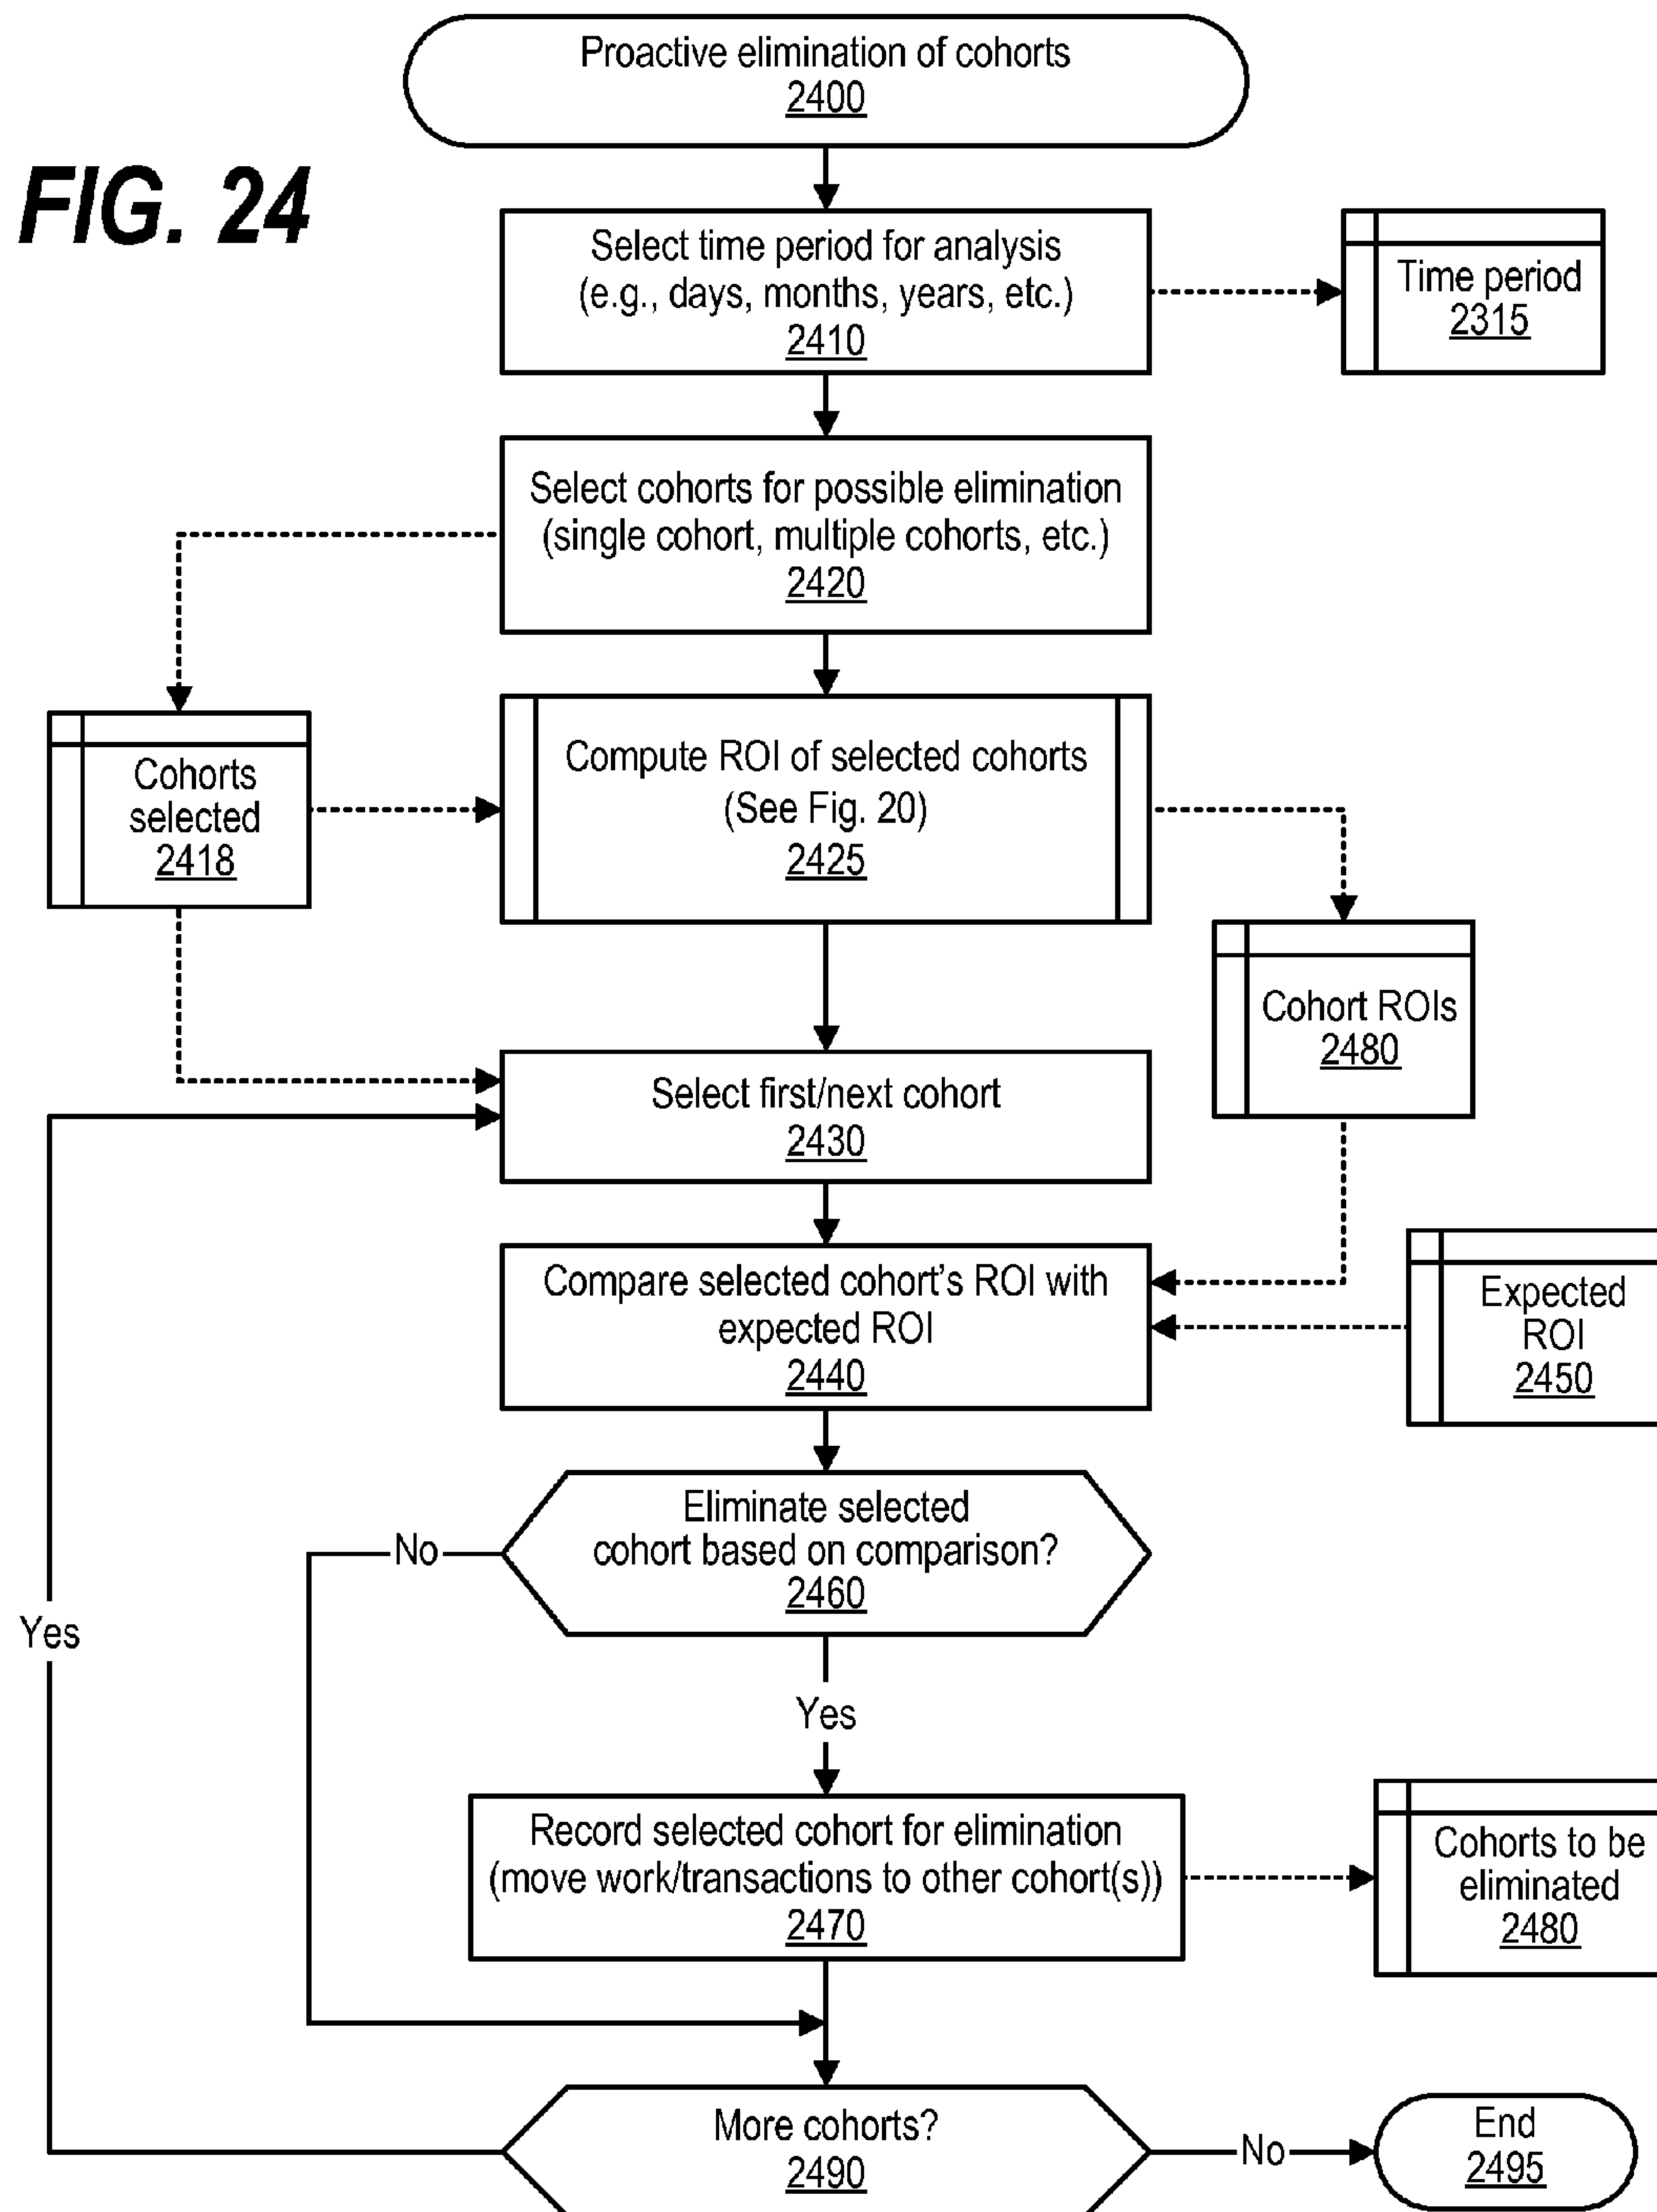 Proactive elimination of cohorts
2400
FIG. 24
Select time period for analysis
(e.g., days, months, years, etc.)
2410
Time period
2315
Select cohorts for possible elimination
(single cohort, multiple cohorts, etc.)
2420
Cohorts
selected
2418
Compute ROI of selected cohorts
(See Fig. 20)
2425
Cohort ROIs
2480
Select first/next cohort
2430
Compare selected cohort's ROI with
expected ROI
2440
Expected
ROI
2450
Eliminate selected
cohort based on comparison?
2460
No
Yes
Yes
Record selected cohort for elimination
(move work/transactions to other cohort(s))
2470
Cohorts to be
eliminated
2480
More cohorts?
2490
No
End
2495